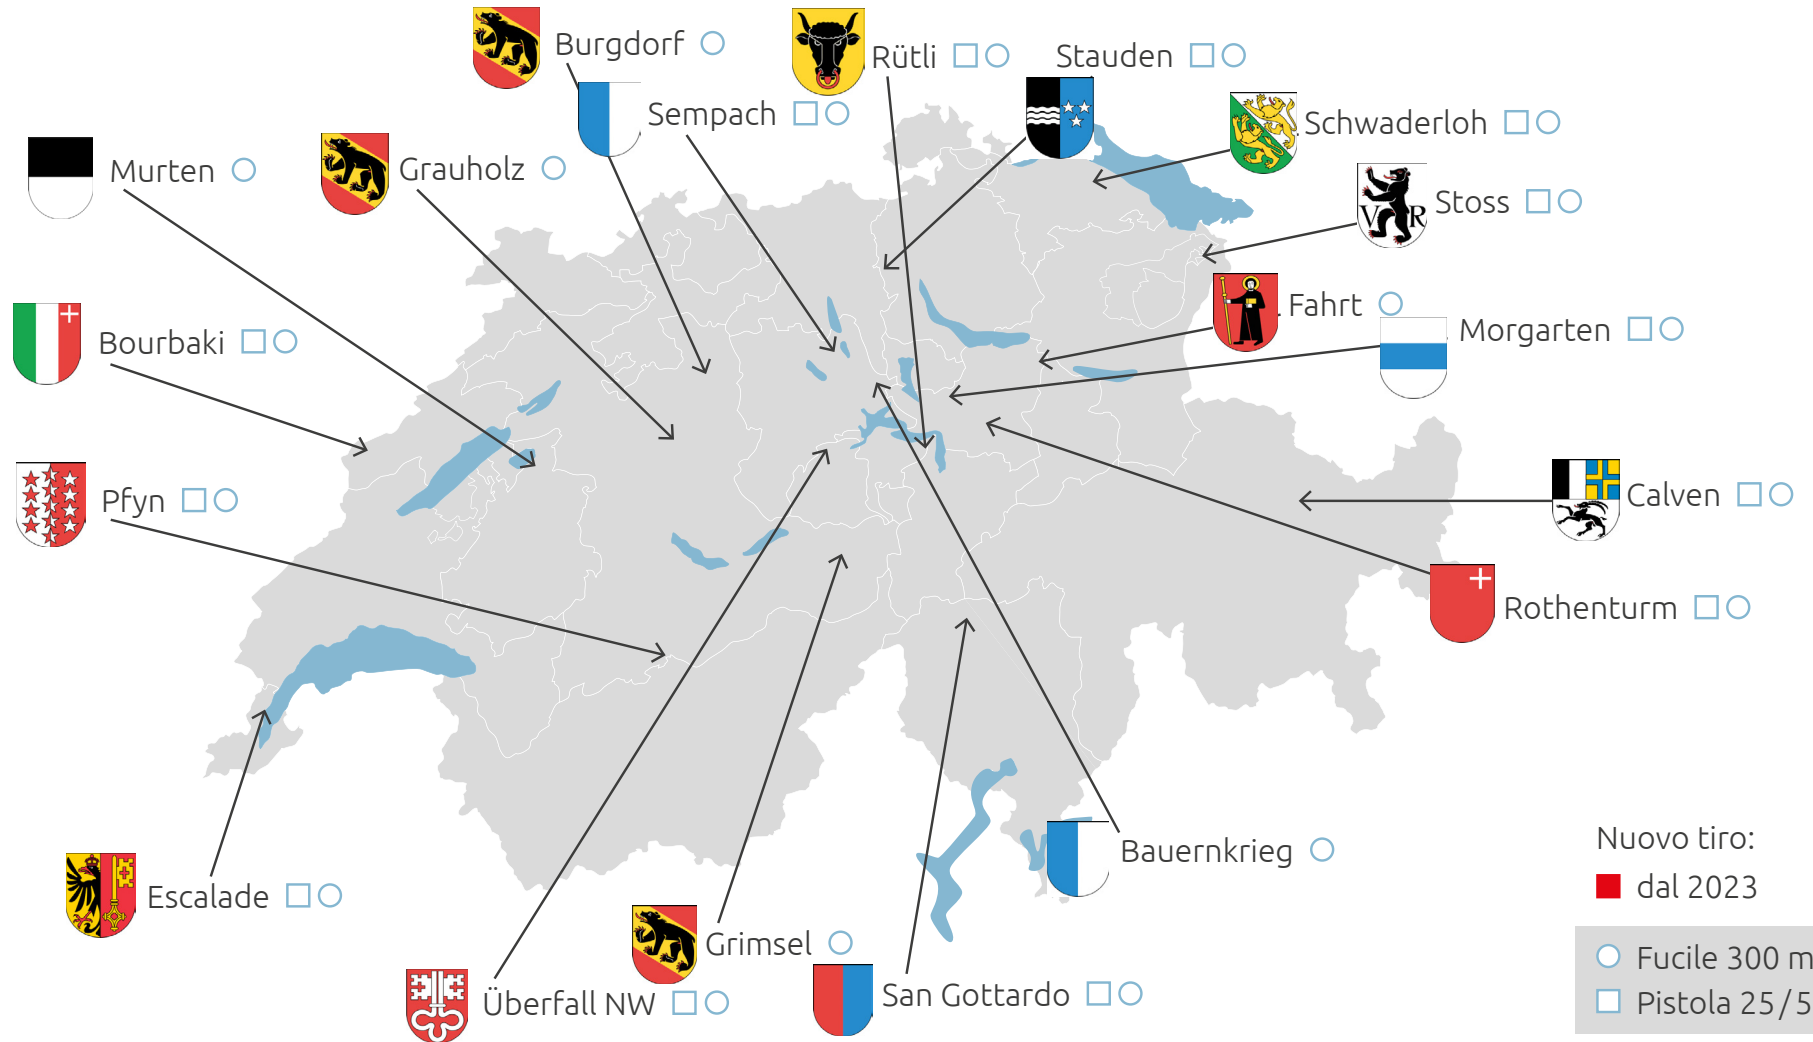 Burgdorf
Rütli
Stauden
Sempach
Schwaderloh
Murten
Grauholz
Stoss
V R
Fahrt
Morgarten
Bourbaki
Pfyn
Calven
Rothenturm
Bauernkrieg
Nuovo tiro:
dal 2023
Escalade
Grimsel
Fucile 300 m
Überfall NW
San Gottardo
Pistola 25/5